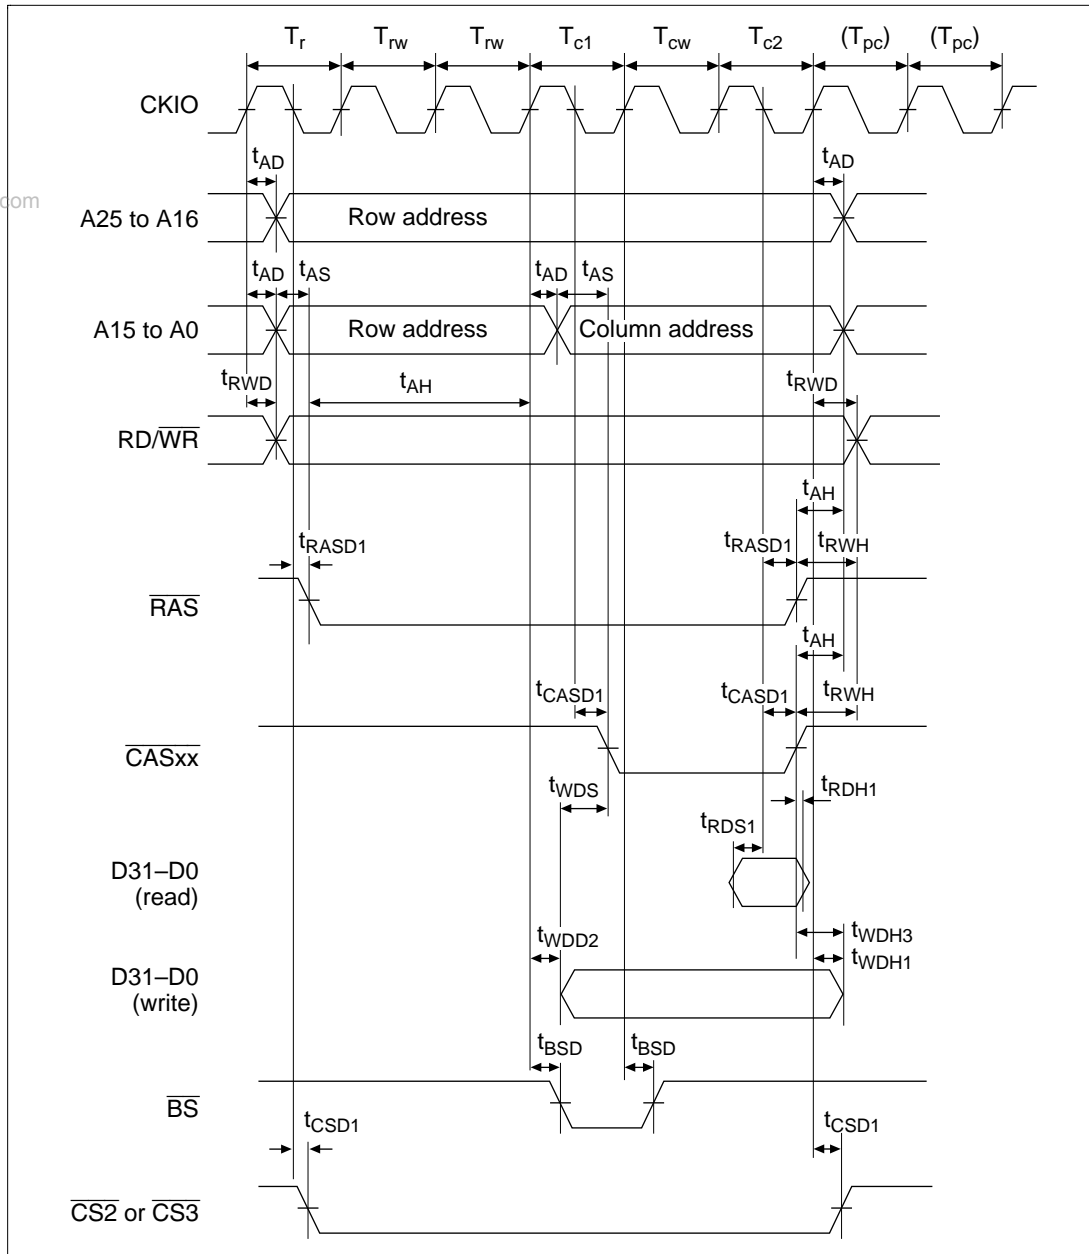 Tr Trw Trw Tc1 Tcw Tc2 (Tpc) (Tpc)
CKIO
tAD tAD
com
A25 to A16 Row address
tAD tAS tAD tAS
A15 to A0 Row address Column address
tRWD tAH tRWD
RD/WR
tAH
tRASD1 tRASD1 tRWH
RAS
tAH
tCASD1 tCASD1 tRWH
CASxx
tWDS tRDH1
tRDS1
D31–D0
(read)
tWDH3
tWDD2 tWDH1
D31–D0
(write)
tBSD tBSD
BS
tCSD1 tCSD1
CS2 or CS3